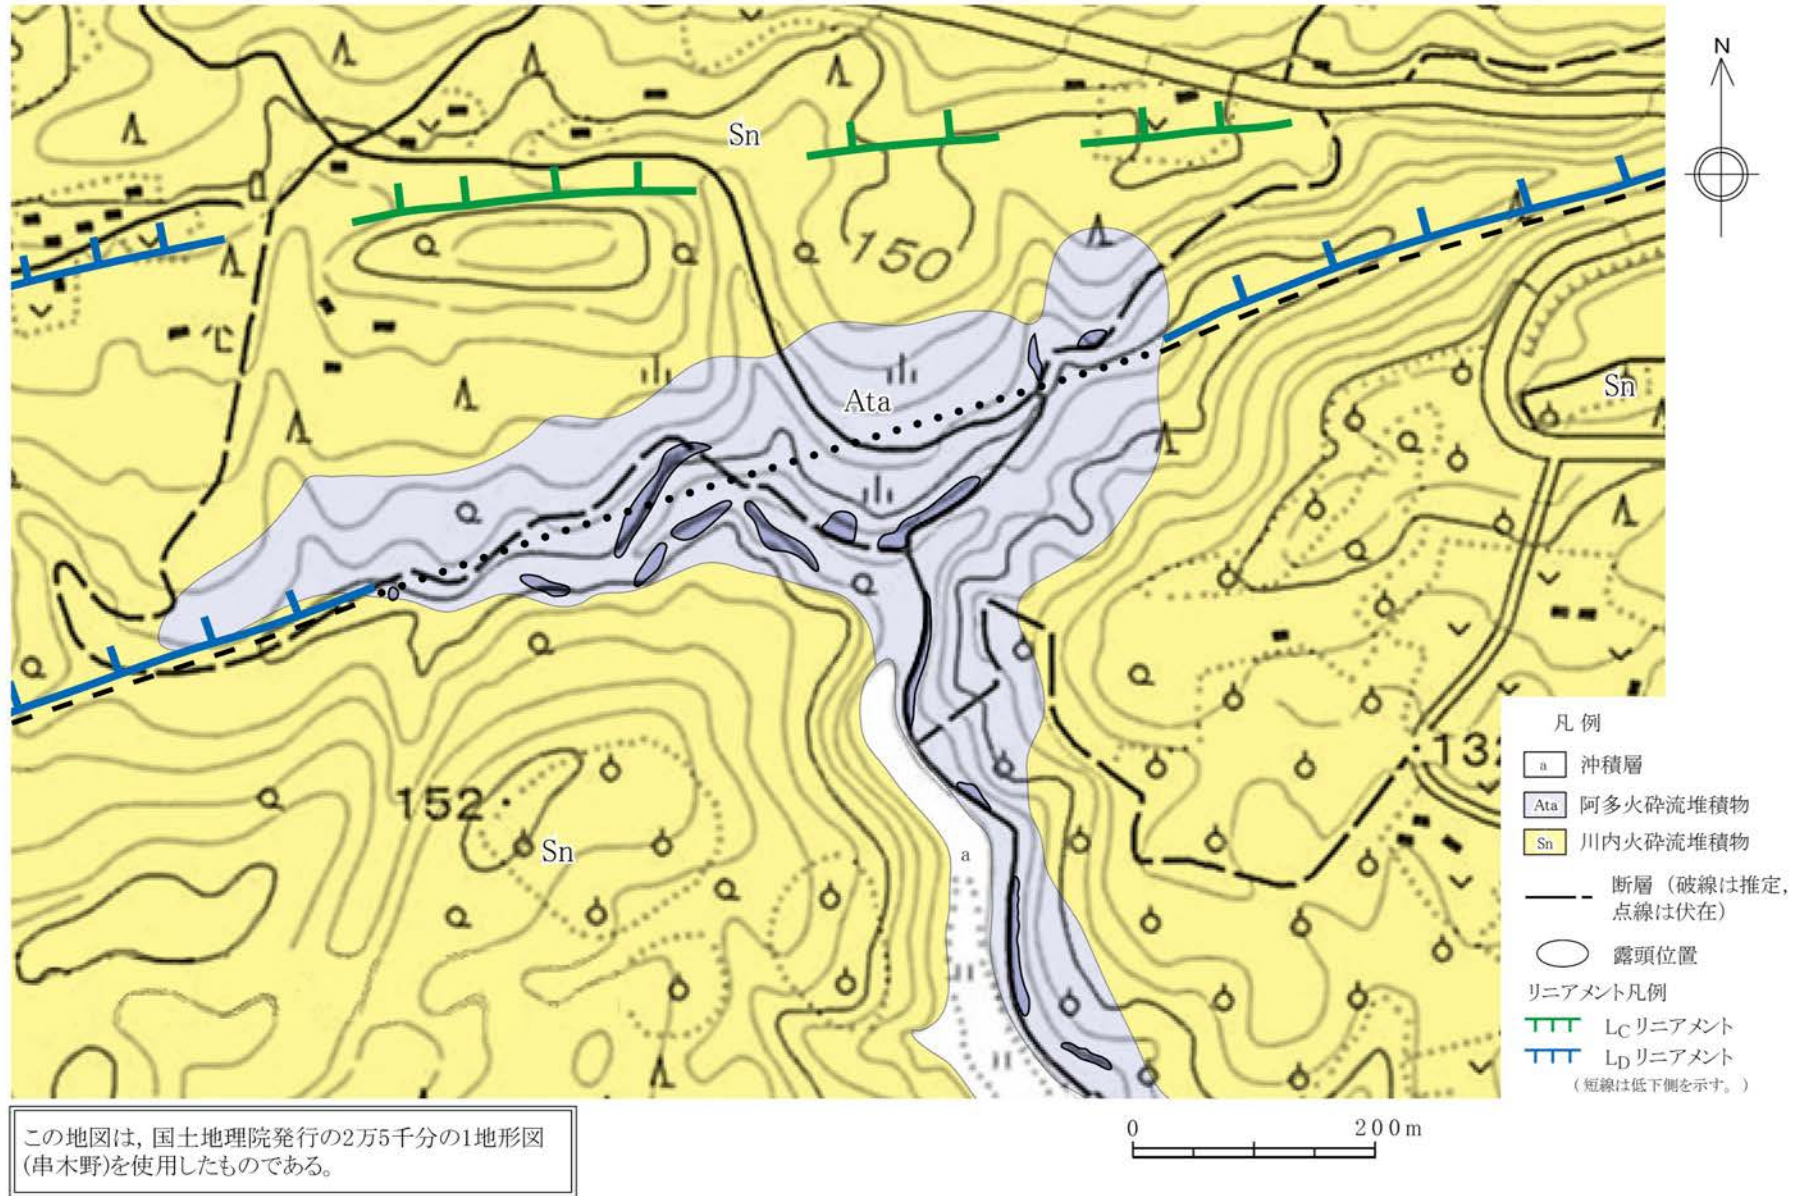 N
Sn
150
Ata
Sn
152
Sn
a
132
凡例
a 沖積層
Ata 阿多火砕流堆積物
Sn 川内火砕流堆積物
断層（破線は推定,
点線は伏在）
露頭位置
リニアメント凡例
LCリニアメント
LDリニアメント
（短線は低下側を示す。）
この地図は, 国土地理院発行の2万5千分の1地形図
(串木野)を使用したものである。
0 200m